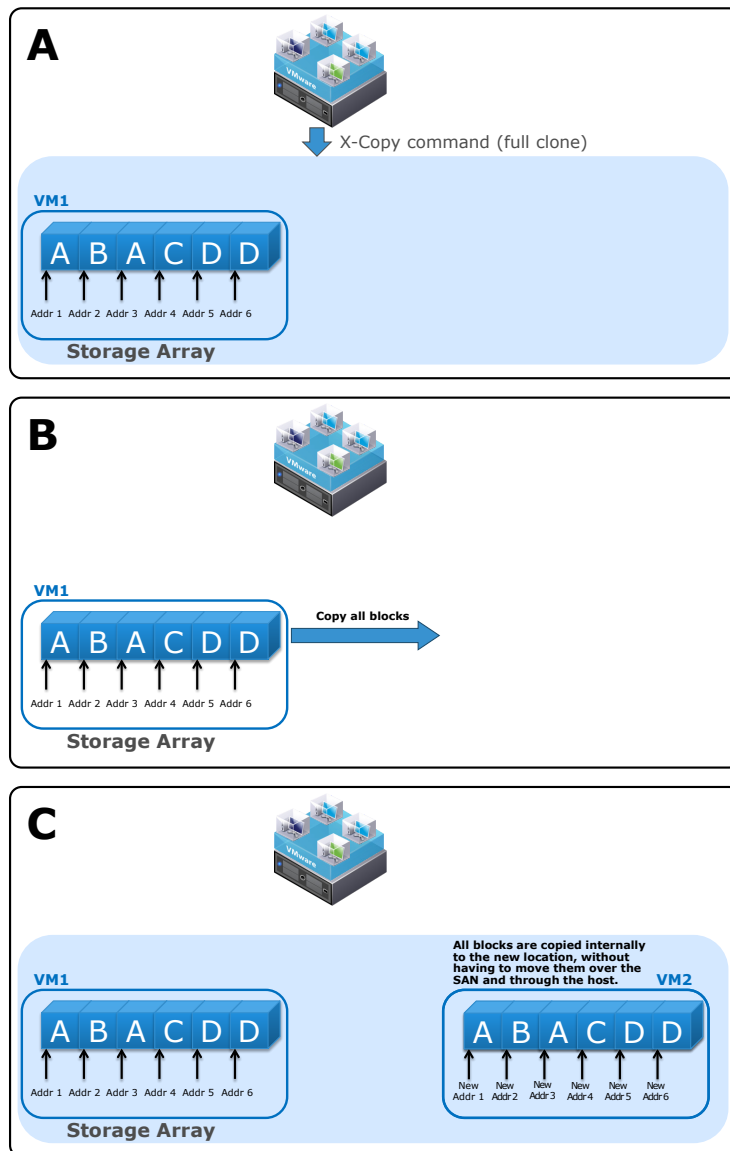 A
VMware
X-Copy command (full clone)
VM1
A B A C D D
Addr 1 Addr 2 Addr 3 Addr 4 Addr 5 Addr 6
Storage Array
B
VMware
VM1
Copy all blocks
A B A C D D
Addr 1 Addr 2 Addr 3 Addr 4 Addr 5 Addr 6
Storage Array
C
VMware
All blocks are copied internally
to the new location, without
having to move them over the
SAN and through the host.
VM1
VM2
A B A C D D
A B A C D D
Addr 1 Addr 2 Addr 3 Addr 4 Addr 5 Addr 6
New New New New New New
Addr 1 Addr2 Addr3 Addr4 Addr5 Addr6
Storage Array